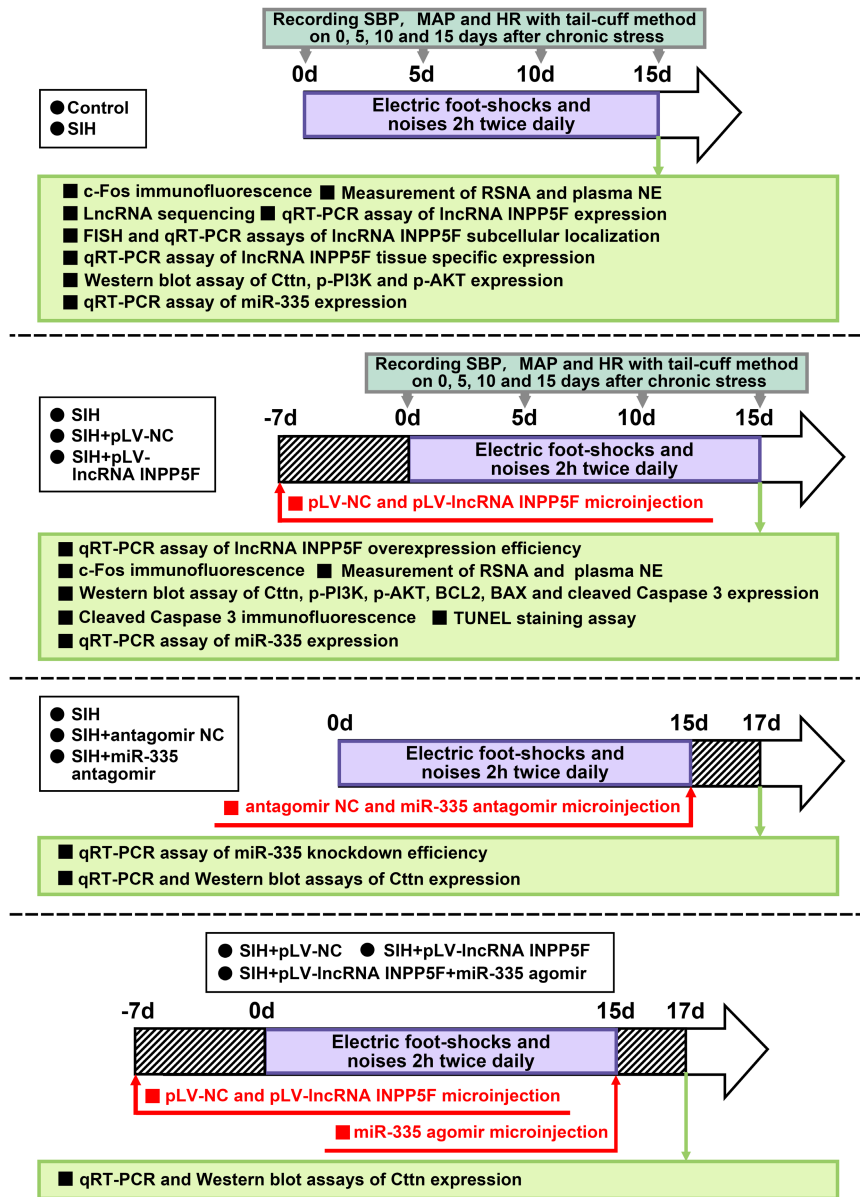 Recording SBP, MAP and HR with tail-cuff method
on 0, 5, 10 and 15 days after chronic stress
0d 5d 10d 15d
Control
SIH
Electric foot-shocks and
noises 2h twice daily
c-Fos immunofluorescence Measurement of RSNA and plasma NE
LncRNA sequencing qRT-PCR assay of lncRNA INPP5F expression
FISH and qRT-PCR assays of lncRNA INPP5F subcellular localization
qRT-PCR assay of lncRNA INPP5F tissue specific expression
Western blot assay of Cttn, p-PI3K and p-AKT expression
qRT-PCR assay of miR-335 expression
Recording SBP, MAP and HR with tail-cuff method
on 0, 5, 10 and 15 days after chronic stress
-7d 0d 5d 10d 15d
SIH
SIH+pLV-NC
SIH+pLV-
lncRNA INPP5F
Electric foot-shocks and
noises 2h twice daily
pLV-NC and pLV-lncRNA INPP5F microinjection
qRT-PCR assay of lncRNA INPP5F overexpression efficiency
c-Fos immunofluorescence Measurement of RSNA and plasma NE
Western blot assay of Cttn, p-PI3K, p-AKT, BCL2, BAX and cleaved Caspase 3 expression
Cleaved Caspase 3 immunofluorescence TUNEL staining assay
qRT-PCR assay of miR-335 expression
SIH
SIH+antagomir NC
SIH+miR-335
antagomir
0d 15d 17d
Electric foot-shocks and
noises 2h twice daily
antagomir NC and miR-335 antagomir microinjection
qRT-PCR assay of miR-335 knockdown efficiency
qRT-PCR and Western blot assays of Cttn expression
SIH+pLV-NC SIH+pLV-lncRNA INPP5F
SIH+pLV-lncRNA INPP5F+miR-335 agomir
-7d 0d 15d 17d
Electric foot-shocks and
noises 2h twice daily
pLV-NC and pLV-lncRNA INPP5F microinjection
miR-335 agomir microinjection
qRT-PCR and Western blot assays of Cttn expression